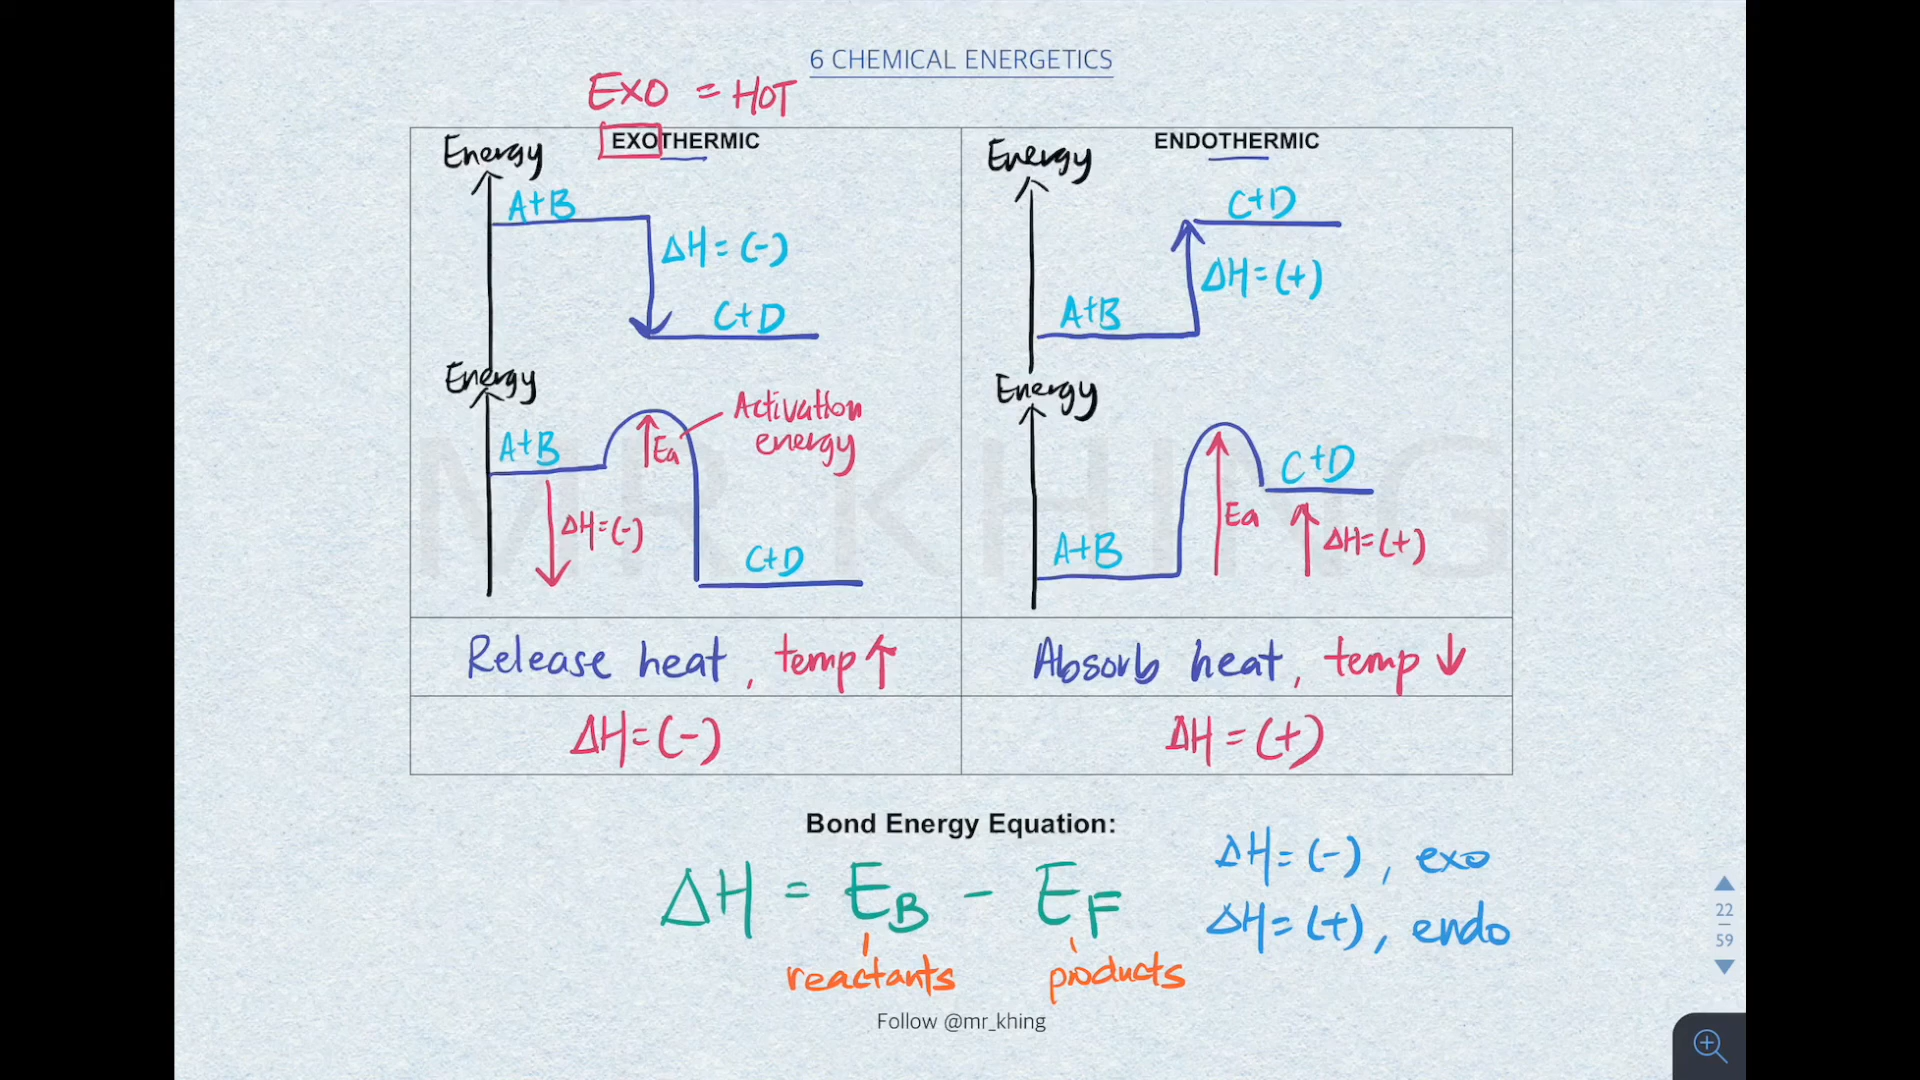 6 CHEMICAL ENERGETICS
EXO = HOT
EXOTHERMIC
Energy
A+B
ΔH = (-)
C+D
Energy
A+B
Ea
Activation
energy
ΔH=(-)
C+D
ENDOTHERMIC
Energy
C+D
ΔH=(+)
A+B
Energy
C+D
Ea
ΔH=(+)
A+B
MR KHING
Release heat, temp ↑
Absorb heat, temp ↓
ΔH=(-)
ΔH = (+)
Bond Energy Equation:
ΔH = EB - EF
reactants
products
ΔH= (-), exo
ΔH= (+), endo
22
59
Follow @mr_khing